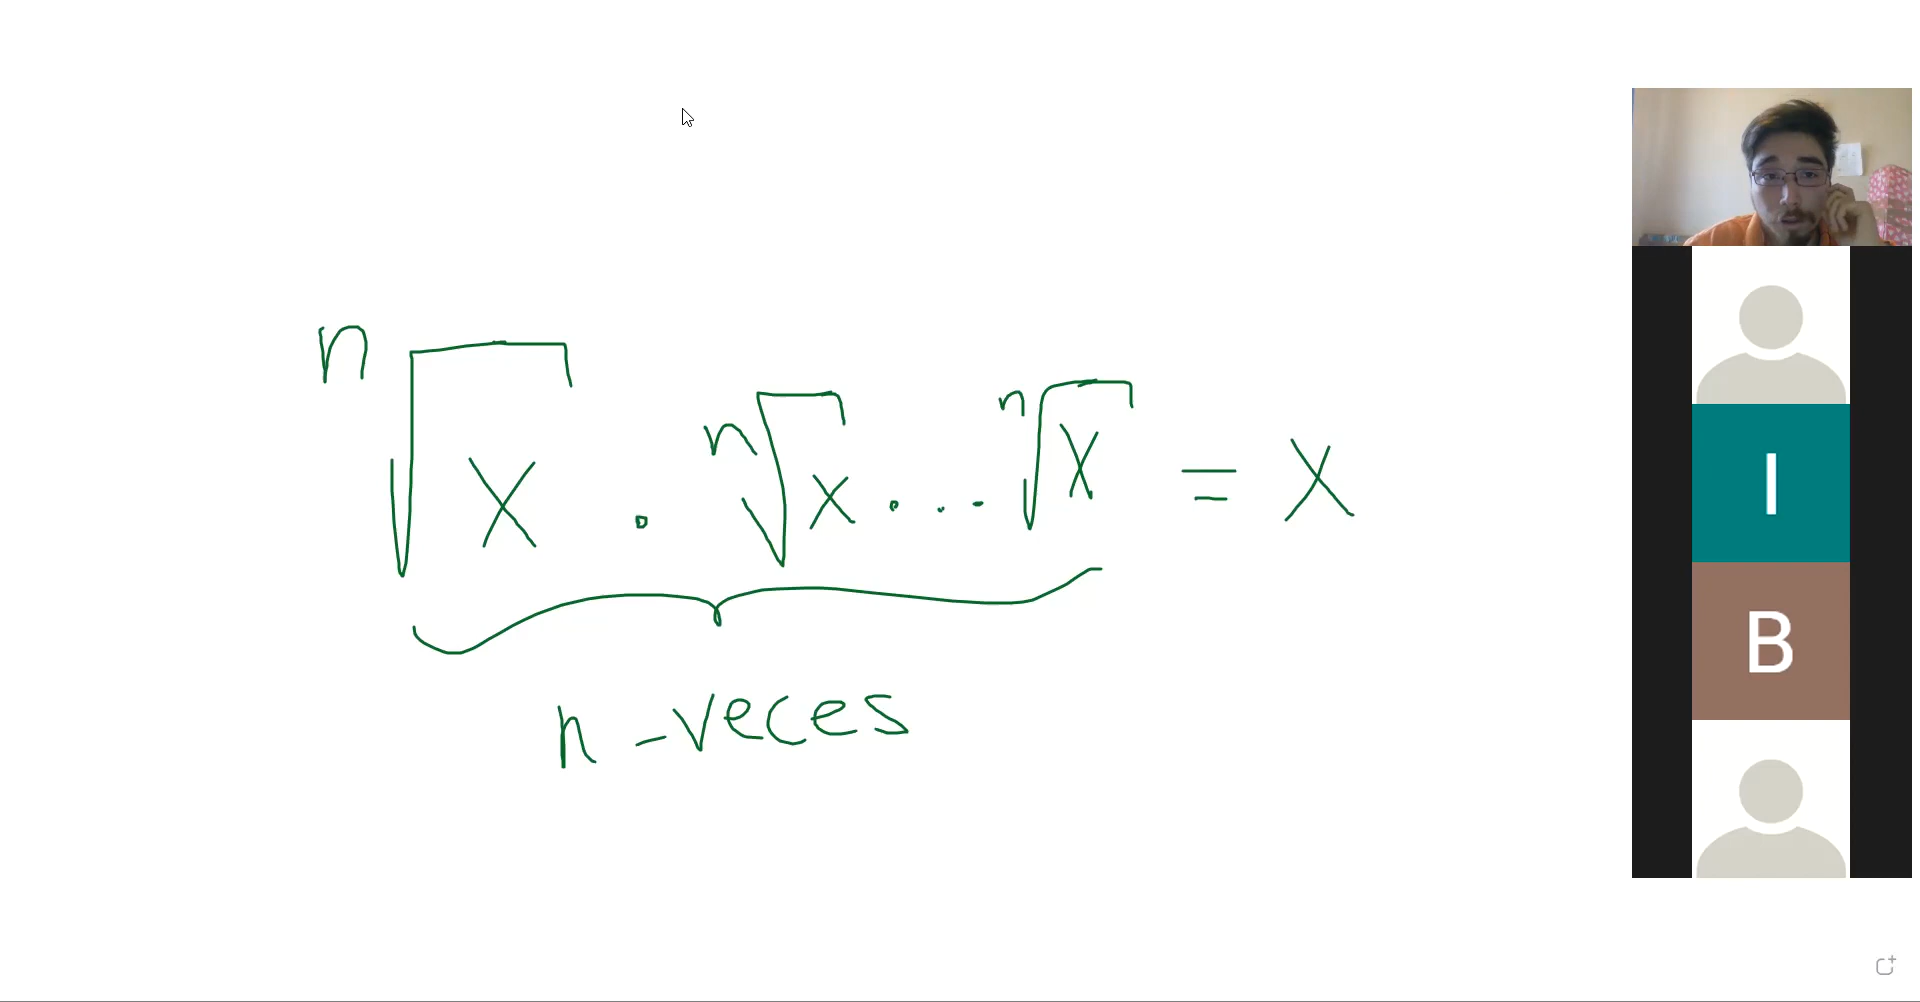 ⁿ√x · ⁿ√x · . . ⁿ√x = x
n - veces
I
B